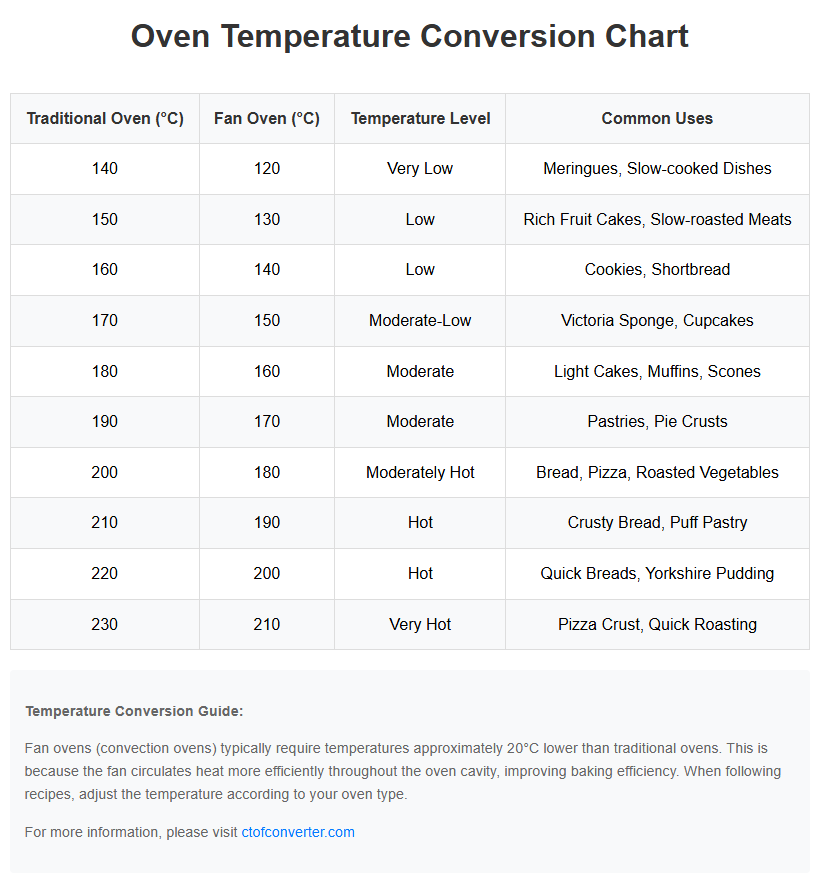 Oven Temperature Conversion Chart
Traditional Oven (°C) Fan Oven (°C) Temperature Level Common Uses
140 120 Very Low Meringues, Slow-cooked Dishes
150 130 Low Rich Fruit Cakes, Slow-roasted Meats
160 140 Low Cookies, Shortbread
170 150 Moderate-Low Victoria Sponge, Cupcakes
180 160 Moderate Light Cakes, Muffins, Scones
190 170 Moderate Pastries, Pie Crusts
200 180 Moderately Hot Bread, Pizza, Roasted Vegetables
210 190 Hot Crusty Bread, Puff Pastry
220 200 Hot Quick Breads, Yorkshire Pudding
230 210 Very Hot Pizza Crust, Quick Roasting
Temperature Conversion Guide:
Fan ovens (convection ovens) typically require temperatures approximately 20°C lower than traditional ovens. This is
because the fan circulates heat more efficiently throughout the oven cavity, improving baking efficiency. When following
recipes, adjust the temperature according to your oven type.
For more information, please visit ctofconverter.com